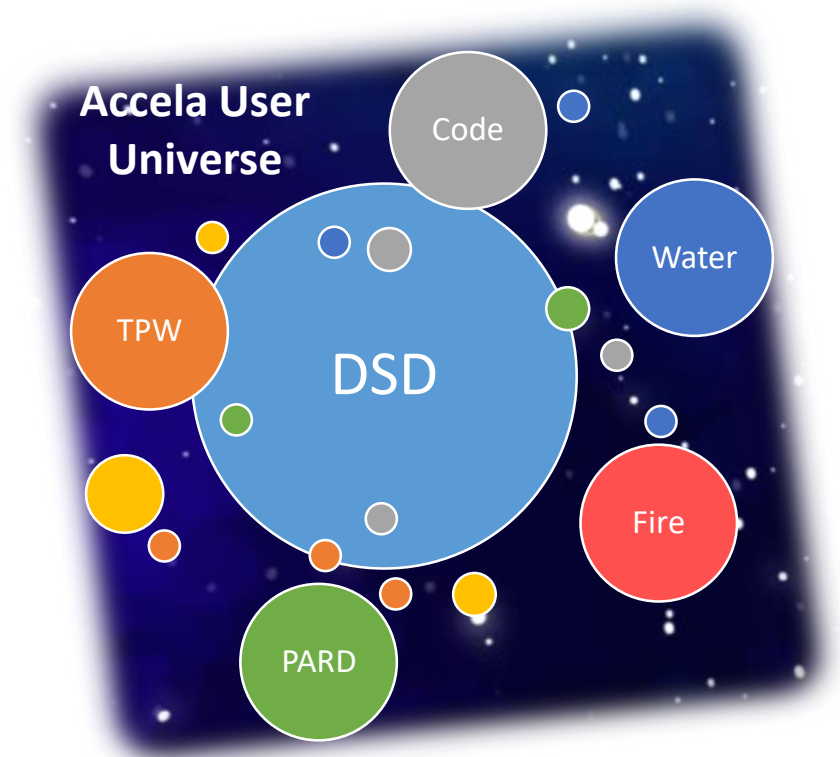 Accela User
Universe
Code
Water
TPW
DSD
Fire
PARD